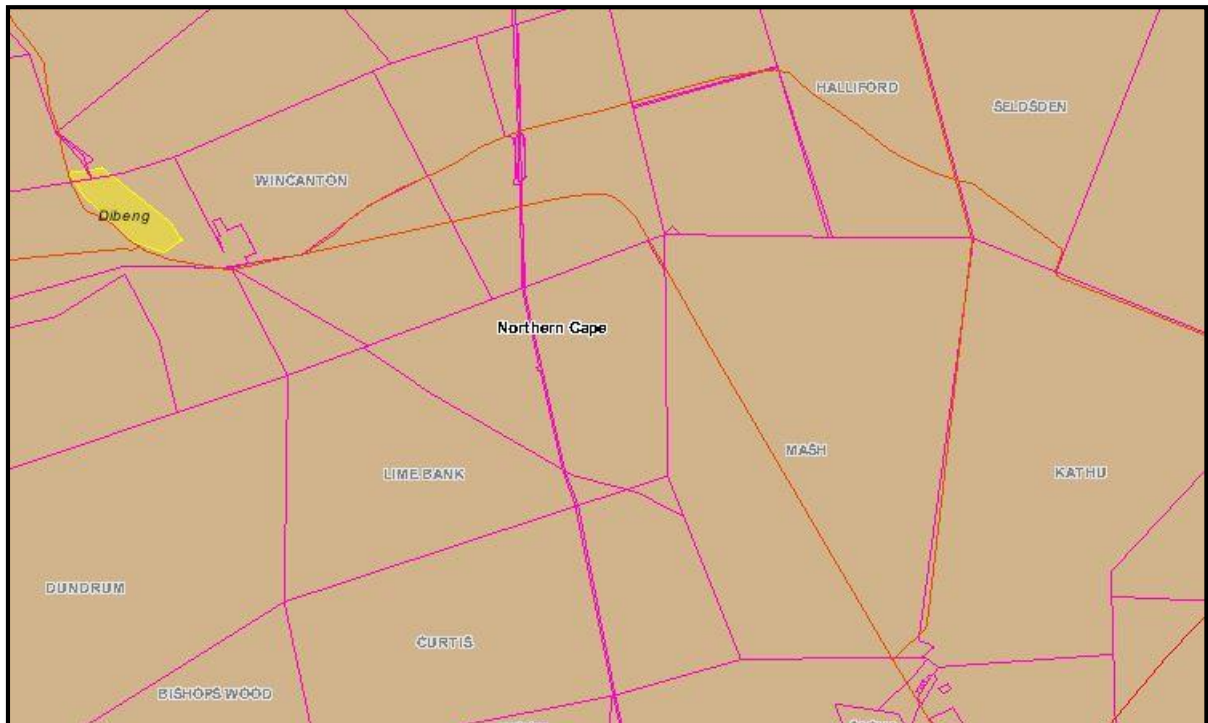 HALLIFORD
SELDSDEN
WINCANTON
Dibeng
Northern Cape
MASH
LIME BANK
KATHU
DUNDRUM
CURTIS
BISHOPS WOOD